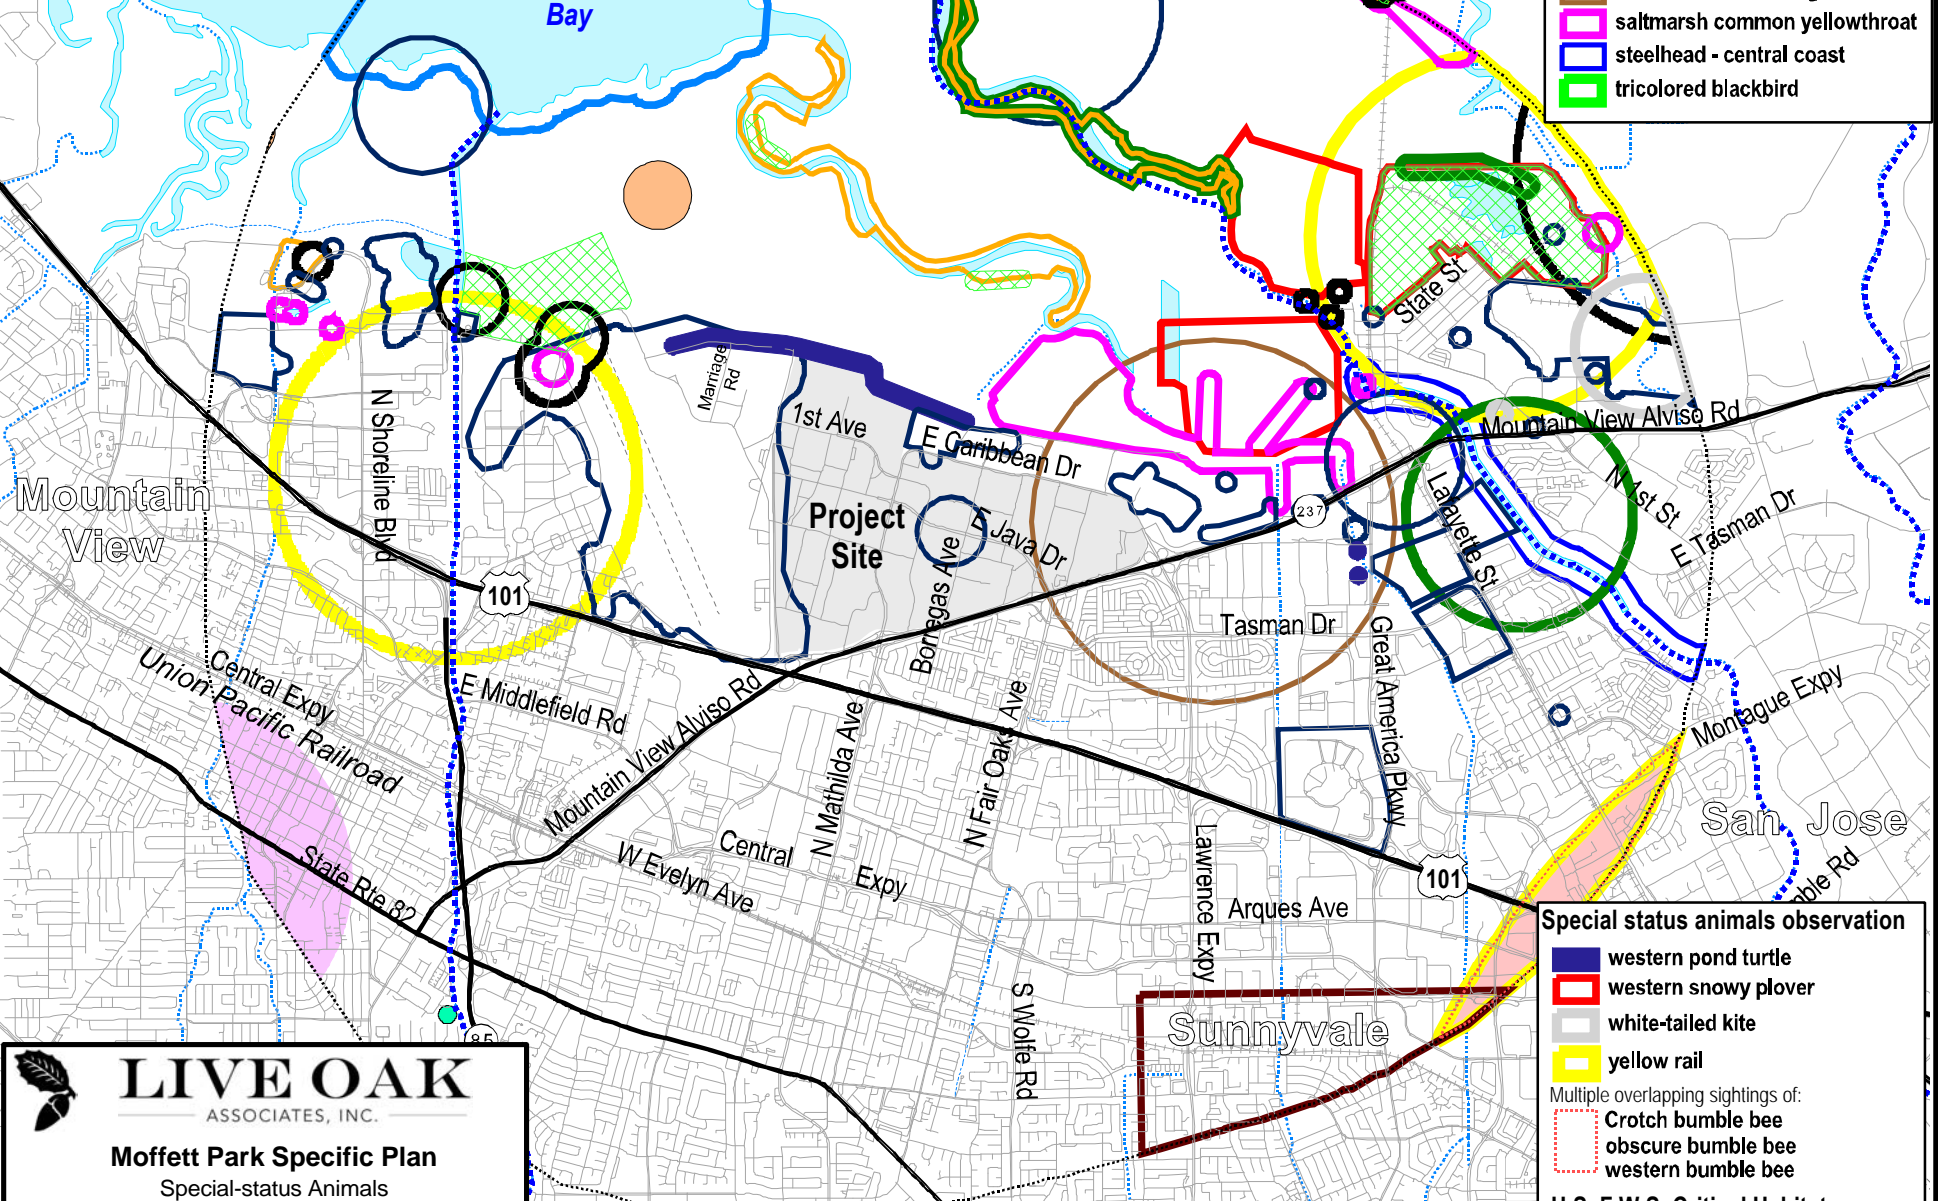 Bay
saltmarsh common yellowthroat
steelhead - central coast
tricolored blackbird
State St
Marriage
Rd
1st Ave
E Caribbean Dr
Mountain View Alviso Rd
N Shoreline Blvd
Mountain
View
Project
Site
E Java Dr
Borregas Ave
237
Lafayette St
N 1st St
E Tasman Dr
101
Tasman Dr
Great America Pkwy
Central Expy
Union Pacific Railroad
E Middlefield Rd
Mountain View Alviso Rd
N Mathilda Ave
N Fair Oaks Ave
Montague Expy
San Jose
State Rte 82
W Evelyn Ave
Central
Expy
Lawrence Expy
Arques Ave
101
S Wolfe Rd
Sunnyvale
85
Special status animals observation
western pond turtle
western snowy plover
white-tailed kite
yellow rail
Multiple overlapping sightings of:
Crotch bumble bee
obscure bumble bee
western bumble bee
LIVE OAK
ASSOCIATES, INC.
Moffett Park Specific Plan
Special-status Animals